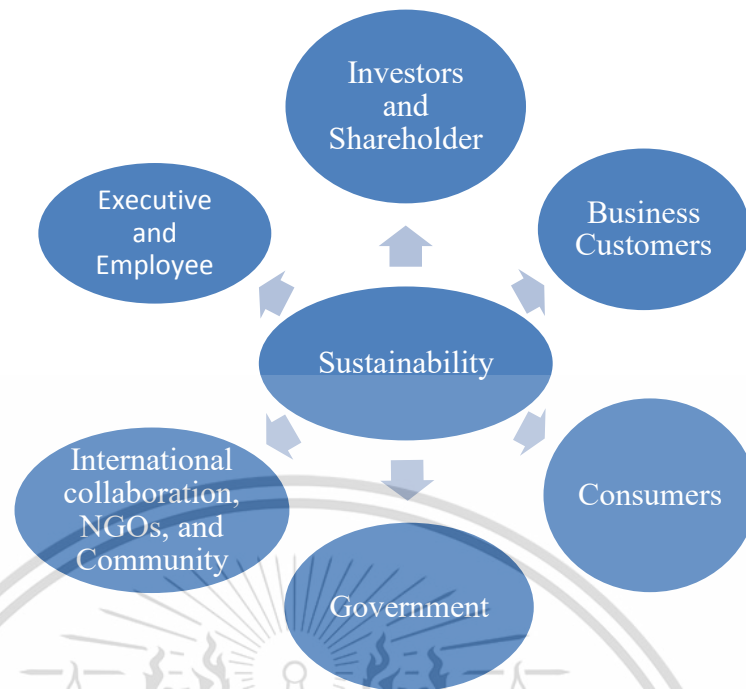 Investors
and
Shareholder
Executive
and
Employee
Business
Customers
Sustainability
International
collaboration,
NGOs, and
Community
Consumers
Government